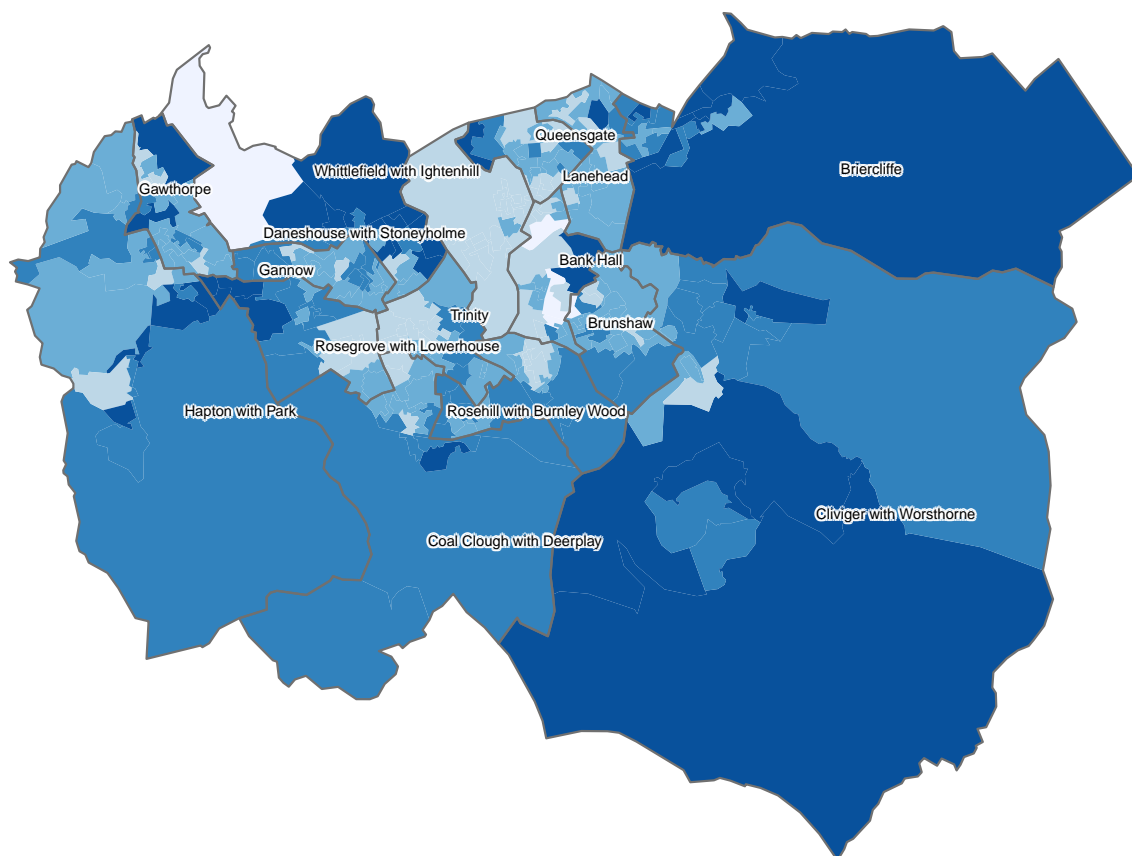 Queensgate
Whittlefield with Ightenhill
Lanehead
Briercliffe
Gawthorpe
Daneshouse with Stoneyholme
Gannow
Bank Hall
Trinity
Brunshaw
Rosegrove with Lowerhouse
Hapton with Park
Rosehill with Burnley Wood
Cliviger with Worsthorne
Coal Clough with Deerplay